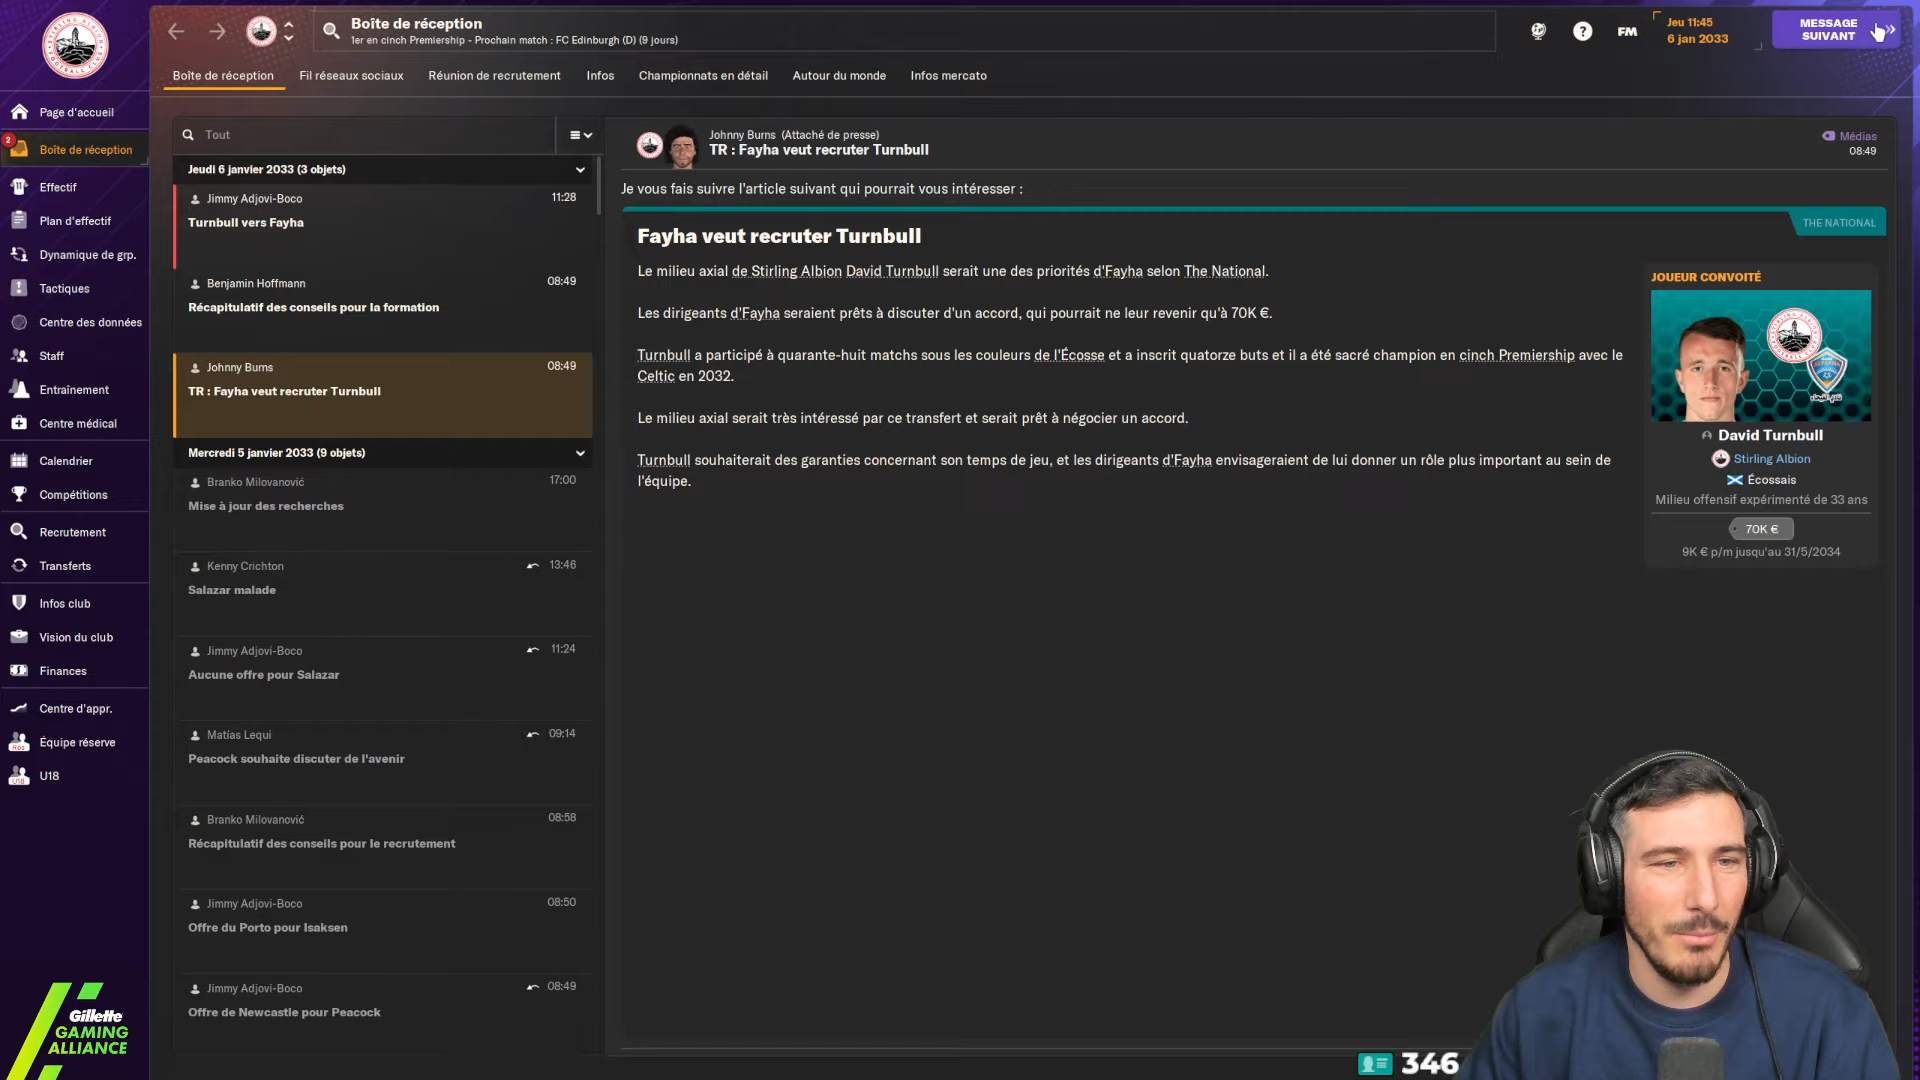 Boîte de réception
1er en cinch Premiership - Prochain match : FC Edinburgh (D) (9 jours)
FM
Jeu 11:45
6 jan 2033
MESSAGE
SUIVANT
Boîte de réception
Fil réseaux sociaux
Réunion de recrutement
Infos
Championnats en détail
Autour du monde
Infos mercato
Page d'accueil
2
Boîte de réception
Effectif
Plan d'effectif
Dynamique de grp.
Tactiques
Centre des données
Staff
Entraînement
Centre médical
Calendrier
Compétitions
Recrutement
Transferts
Infos club
Vision du club
Finances
Centre d'appr.
Équipe réserve
U18
Gillette
GAMING
ALLIANCE
Tout
Jeudi 6 janvier 2033 (3 objets)
Jimmy Adjovi-Boco 11:28
Turnbull vers Fayha
Benjamin Hoffmann 08:49
Récapitulatif des conseils pour la formation
Johnny Burns 08:49
TR : Fayha veut recruter Turnbull
Mercredi 5 janvier 2033 (9 objets)
Branko Milovanović 17:00
Mise à jour des recherches
Kenny Crichton 13:46
Salazar malade
Jimmy Adjovi-Boco 11:24
Aucune offre pour Salazar
Matías Lequi 09:14
Peacock souhaite discuter de l'avenir
Branko Milovanović 08:58
Récapitulatif des conseils pour le recrutement
Jimmy Adjovi-Boco 08:50
Offre du Porto pour Isaksen
Jimmy Adjovi-Boco 08:49
Offre de Newcastle pour Peacock
Johnny Burns (Attaché de presse)
TR : Fayha veut recruter Turnbull
Médias
08:49
Je vous fais suivre l'article suivant qui pourrait vous intéresser :
THE NATIONAL
Fayha veut recruter Turnbull
Le milieu axial de Stirling Albion David Turnbull serait une des priorités d'Fayha selon The National.
Les dirigeants d'Fayha seraient prêts à discuter d'un accord, qui pourrait ne leur revenir qu'à 70K €.
Turnbull a participé à quarante-huit matchs sous les couleurs de l'Écosse et a inscrit quatorze buts et il a été sacré champion en cinch Premiership avec le
Celtic en 2032.
Le milieu axial serait très intéressé par ce transfert et serait prêt à négocier un accord.
Turnbull souhaiterait des garanties concernant son temps de jeu, et les dirigeants d'Fayha envisageraient de lui donner un rôle plus important au sein de
l'équipe.
JOUEUR CONVOITÉ
David Turnbull
Stirling Albion
Écossais
Milieu offensif expérimenté de 33 ans
70K €
9K € p/m jusqu'au 31/5/2034
346